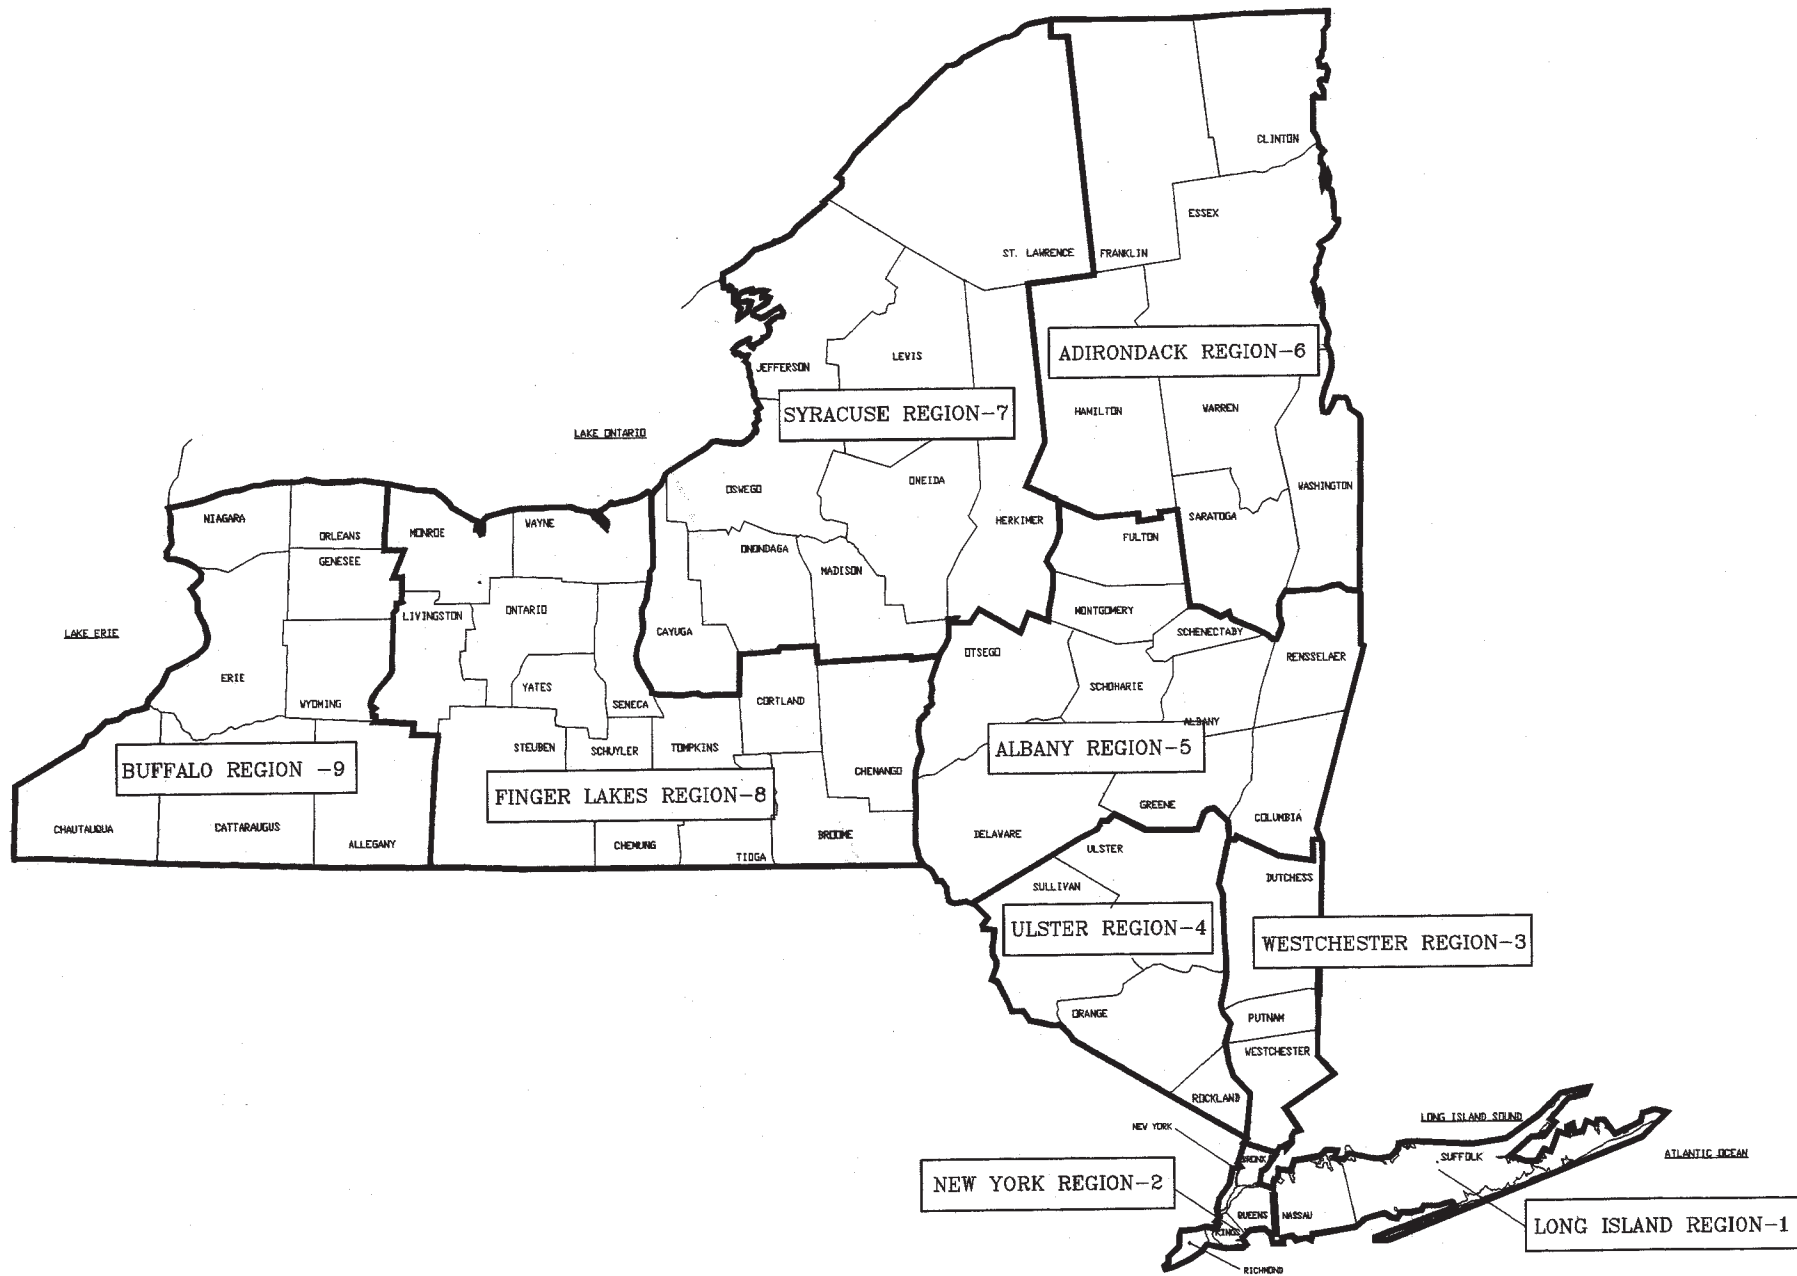 CLINTON
ESSEX
ST. LAWRENCE
FRANKLIN
ADIRONDACK REGION-6
LEWIS
JEFFERSON
SYRACUSE REGION-7
HAMILTON
WARREN
LAKE ONTARIO
OSWEGO
ONEIDA
WASHINGTON
NIAGARA
ORLEANS
MONROE
WAYNE
HERKIMER
SARATOGA
FULTON
GENESEE
ONONDAGA
MADISON
LIVINGSTON
ONTARIO
MONTGOMERY
LAKE ERIE
CAYUGA
SCHENECTADY
OTSEGO
RENSSELAER
ERIE
YATES
SCHOHARIE
WYOMING
SENECA
CORTLAND
ALBANY
STEUBEN
SCHUYLER
TOMPKINS
ALBANY REGION-5
BUFFALO REGION -9
CHENANGO
FINGER LAKES REGION-8
GREENE
COLUMBIA
CHAUTAUQUA
CATTARAUGUS
ALLEGANY
CHEMUNG
TIOGA
BROOME
DELAWARE
ULSTER
SULLIVAN
DUTCHESS
ULSTER REGION-4
WESTCHESTER REGION-3
ORANGE
PUTNAM
WESTCHESTER
ROCKLAND
LONG ISLAND SOUND
NEW YORK
BRONX
SUFFOLK
ATLANTIC OCEAN
NEW YORK REGION-2
QUEENS
NASSAU
KINGS
LONG ISLAND REGION-1
RICHMOND